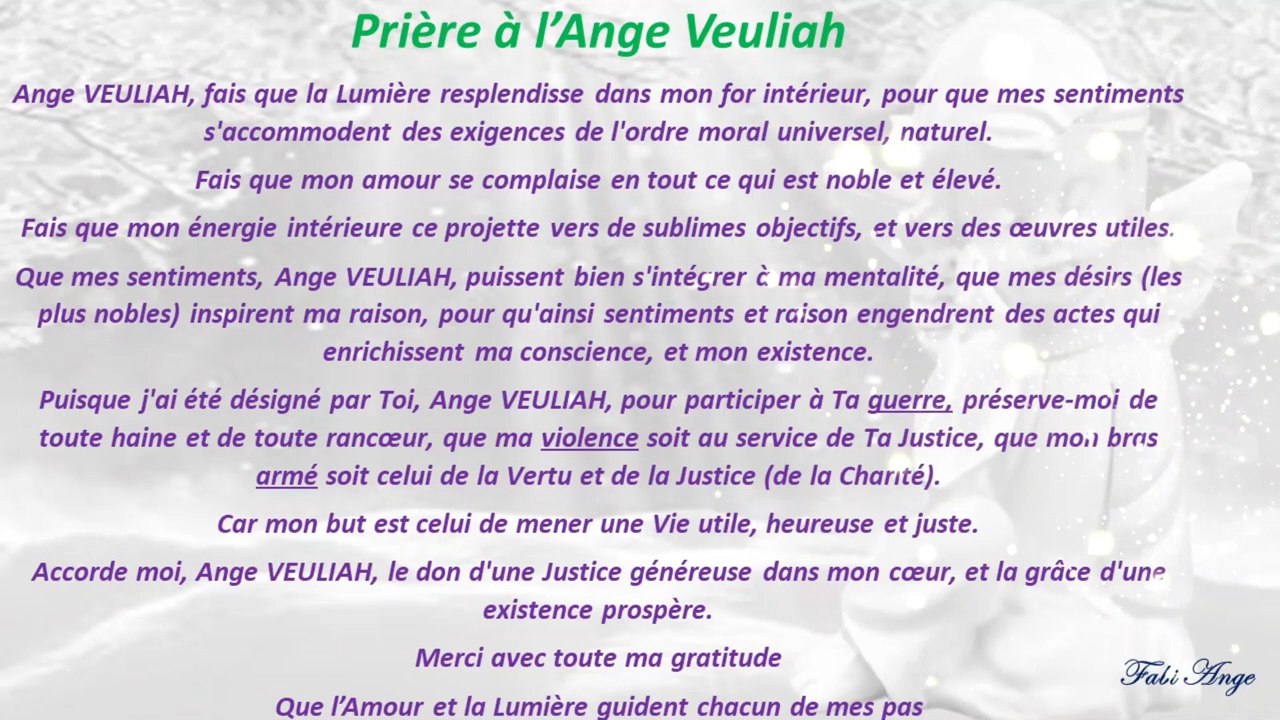 Prière à l’Ange Veuliah
Ange VEULIAH, fais que la Lumière resplendisse dans mon for intérieur, pour que mes sentiments
s'accommodent des exigences de l'ordre moral universel, naturel.
Fais que mon amour se complaise en tout ce qui est noble et élevé.
Fais que mon énergie intérieure ce projette vers de sublimes objectifs, et vers des œuvres utiles.
Que mes sentiments, Ange VEULIAH, puissent bien s'intégrer à ma mentalité, que mes désirs (les
plus nobles) inspirent ma raison, pour qu'ainsi sentiments et raison engendrent des actes qui
enrichissent ma conscience, et mon existence.
Puisque j'ai été désigné par Toi, Ange VEULIAH, pour participer à Ta guerre, préserve-moi de
toute haine et de toute rancœur, que ma violence soit au service de Ta Justice, que mon bras
armé soit celui de la Vertu et de la Justice (de la Charité).
Car mon but est celui de mener une Vie utile, heureuse et juste.
Accorde moi, Ange VEULIAH, le don d'une Justice généreuse dans mon cœur, et la grâce d'une
existence prospère.
Merci avec toute ma gratitude
Que l’Amour et la Lumière guident chacun de mes pas
Fabi Ange